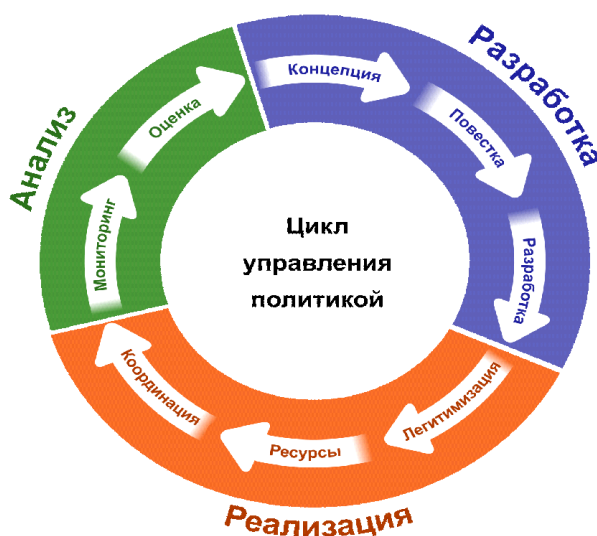 Разработка
Концепция
Повестка
Разработка
Реализация
Легитимизация
Ресурсы
Координация
Анализ
Мониторинг
Оценка
Цикл
управления
политикой